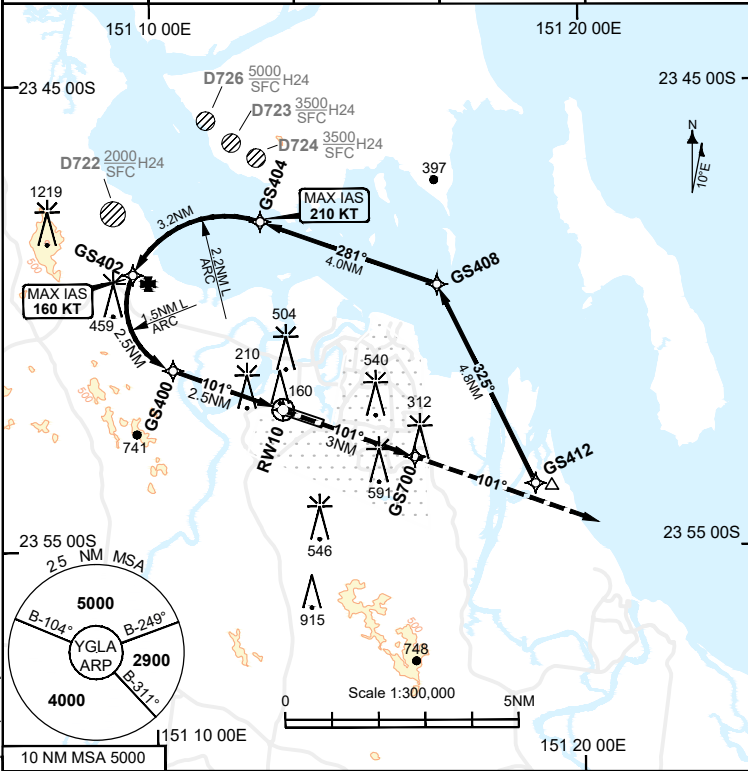 151 10 00E
151 20 00E
23 45 00S
23 45 00S
D726 5000
SFC H24
D723 3500
SFC H24
D724 3500
SFC H24
D722 2000
SFC H24
N
10°E
397
1219
500
GS404
MAX IAS
210 KT
3.2NM
281°
4.0NM
GS408
GS402
2.2NM L
ARC
MAX IAS
160 KT
459
1.5NM L
ARC
2.5NM
504
540
210
160
312
325°
4.8NM
101°
2.5NM
GS400
741
500
RW10
101°
3NM
591
GS700
101°
GS412
546
915
23 55 00S
23 55 00S
25 NM MSA
5000
B-104°
B-249°
YGLA
ARP
2900
B-311°
4000
10 NM MSA 5000
500
748
Scale 1:300,000
0
5NM
151 10 00E
151 20 00E